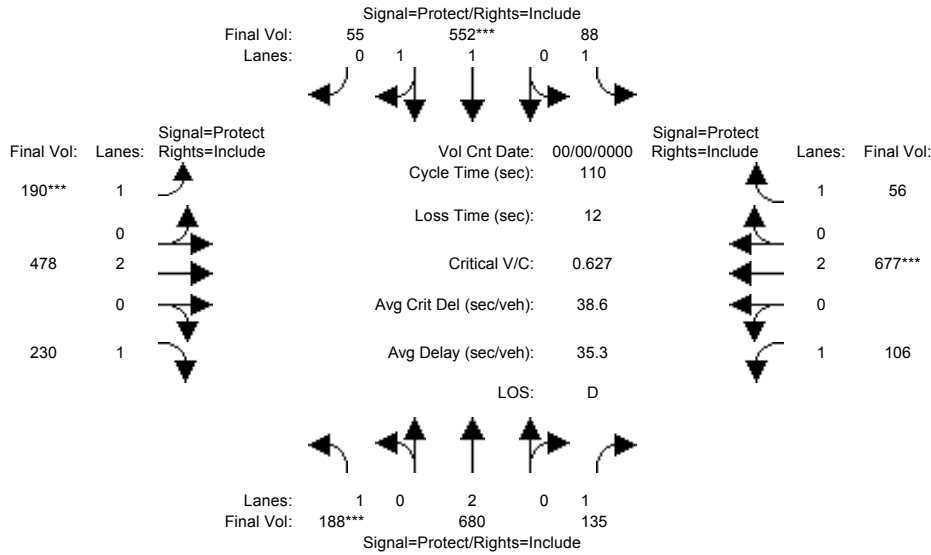 Signal=Protect/Rights=Include
Final Vol: 55 552*** 88
Lanes: 0 1 1 0 1
Signal=Protect
Final Vol: Lanes: Rights=Include
Vol Cnt Date: 00/00/0000
Signal=Protect
Rights=Include Lanes: Final Vol:
Cycle Time (sec): 110
190*** 1
1 56
Loss Time (sec): 12
0
0
478 2
Critical V/C: 0.627
2 677***
0
Avg Crit Del (sec/veh): 38.6
0
230 1
Avg Delay (sec/veh): 35.3
1 106
LOS: D
Lanes: 1 0 2 0 1
Final Vol: 188*** 680 135
Signal=Protect/Rights=Include